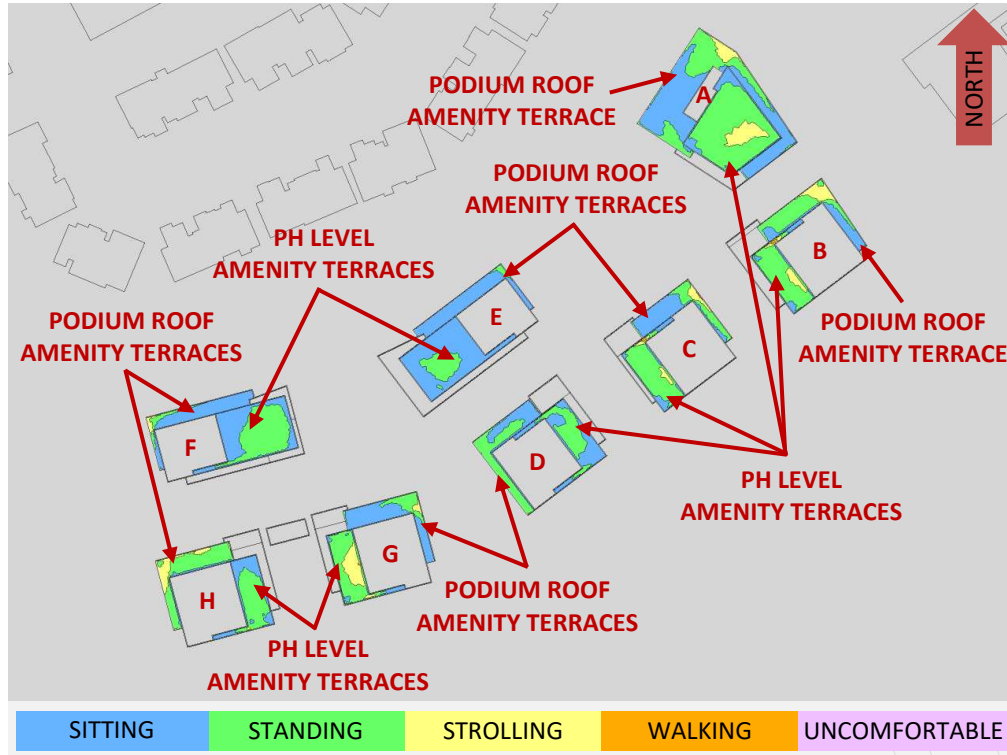 NORTH
PODIUM ROOF
AMENITY TERRACE
A
PODIUM ROOF
AMENITY TERRACES
PH LEVEL
AMENITY TERRACES
B
E
PODIUM ROOF
AMENITY TERRACES
PODIUM ROOF
AMENITY TERRACE
C
F
D
PH LEVEL
AMENITY TERRACES
G
H
PODIUM ROOF
AMENITY TERRACES
PH LEVEL
AMENITY TERRACES
SITTING
STANDING
STROLLING
WALKING
UNCOMFORTABLE